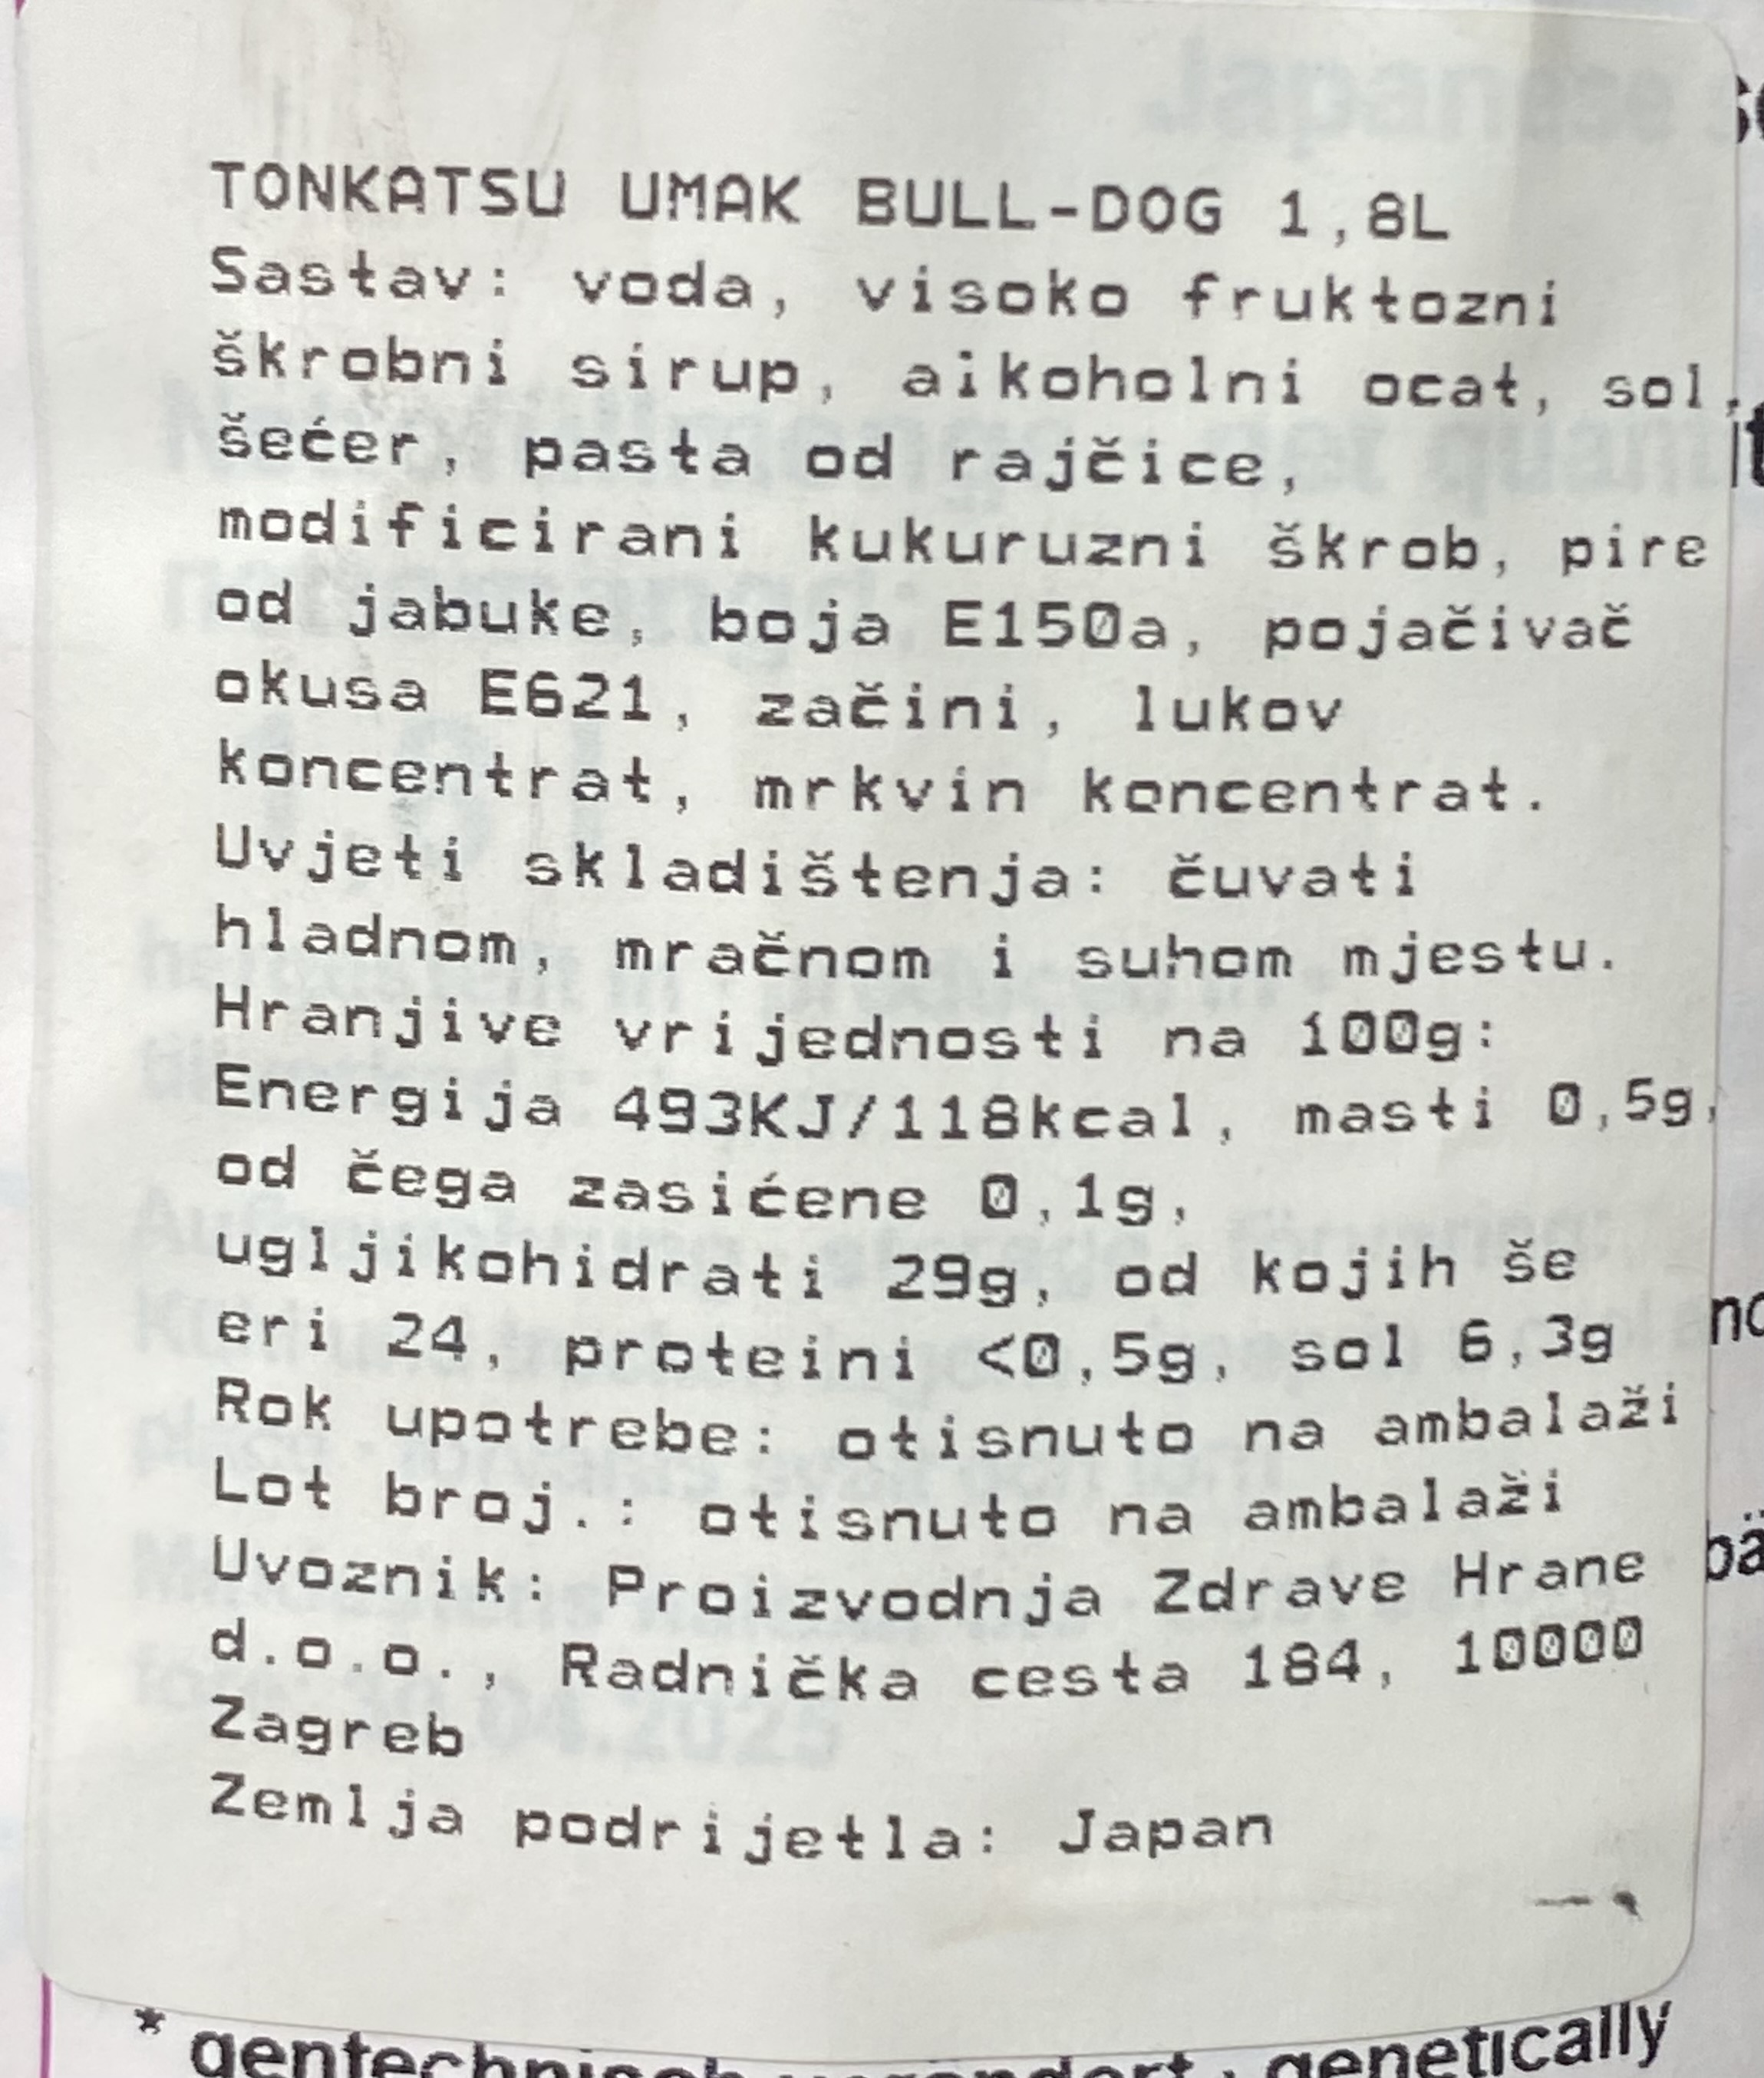 TONKATSU UMAK BULL-DOG 1,8L
Sastav: voda, visoko fruktozni
škrobni sirup, alkoholni ocat, sol,
šećer, pasta od rajčice,
modificirani kukuruzni škrob, pire
od jabuke, boja E150a, pojačivač
okusa E621, začini, lukov
koncentrat, mrkvin koncentrat.
Uvjeti skladištenja: čuvati
hladnom, mračnom i suhom mjestu.
Hranjive vrijednosti na 100g:
Energija 493KJ/118kcal, masti 0,5g,
od čega zasićene 0,1g,
ugljikohidrati 29g, od kojih še
eri 24, proteini <0,5g, sol 6,3g
Rok upotrebe: otisnuto na ambalaži
Lot broj.: otisnuto na ambalaži
Uvoznik: Proizvodnja Zdrave Hrane
d.o.o., Radnička cesta 184, 10000
Zagreb
Zemlja podrijetla: Japan
* gentechnisch verändert · genetically